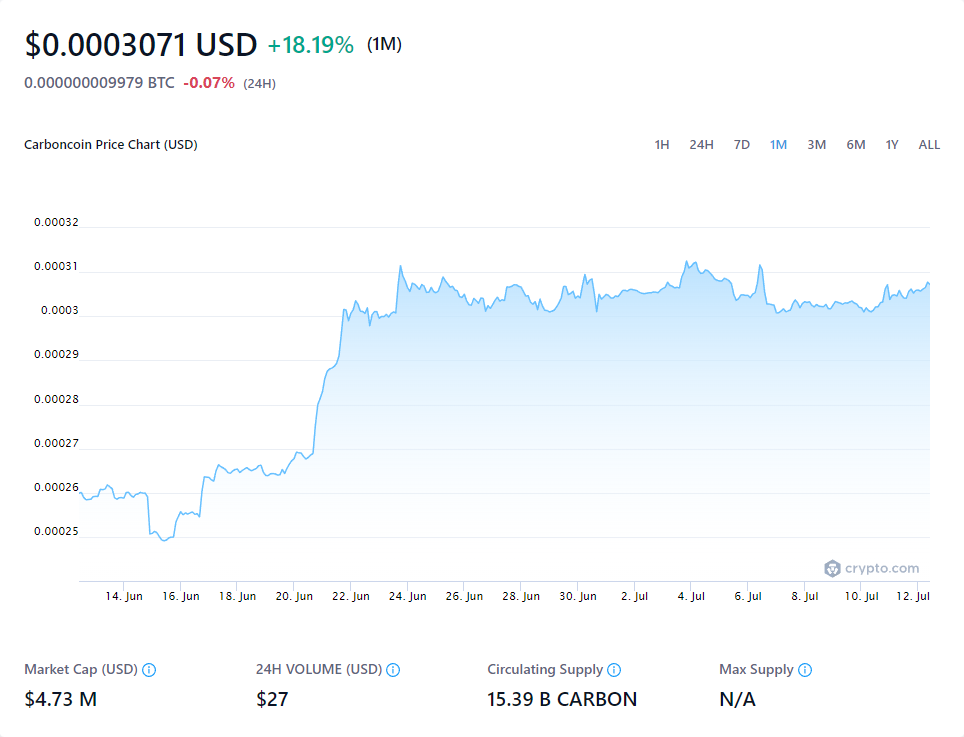 $0.0003071 USD +18.19% (1M)
0.000000009979 BTC -0.07% (24H)
Carboncoin Price Chart (USD)
1H 24H 7D 1M 3M 6M 1Y ALL
0.00032
0.00031
0.0003
0.00029
0.00028
0.00027
0.00026
0.00025
crypto.com
14. Jun 16. Jun 18. Jun 20. Jun 22. Jun 24. Jun 26. Jun 28. Jun 30. Jun 2. Jul 4. Jul 6. Jul 8. Jul 10. Jul 12. Jul
Market Cap (USD) 24H VOLUME (USD) Circulating Supply Max Supply
$4.73 M $27 15.39 B CARBON N/A